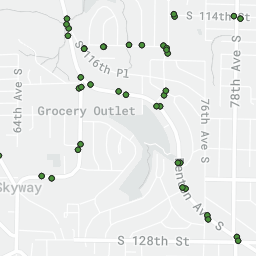 S 114th St
S 116th Pl
64th Ave S
Grocery Outlet
76th Ave S
78th Ave S
Renton Ave S
Skyway
S 128th St